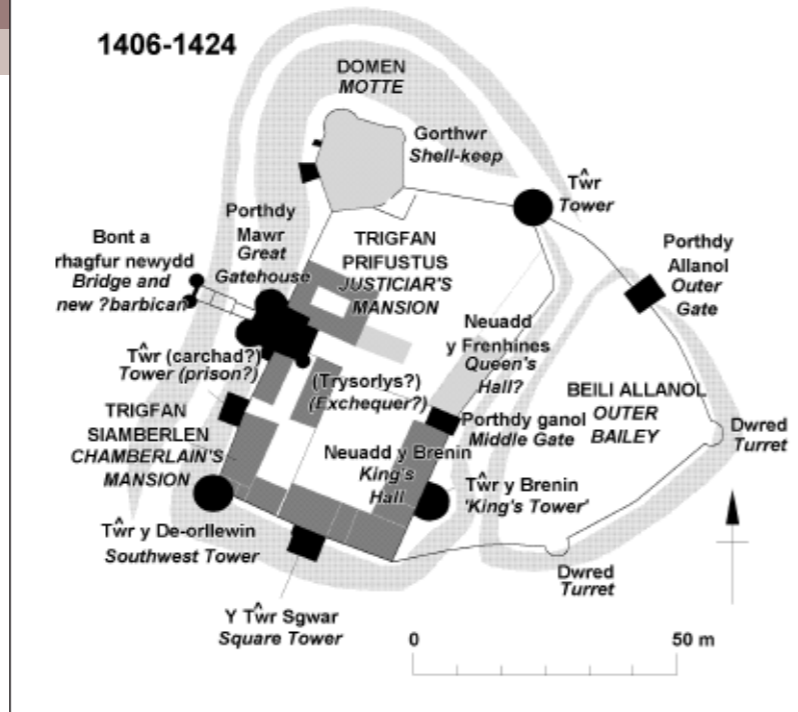 1406-1424
DOMEN
MOTTE
Gorthwr
Shell-keep
Tŵr
Tower
Porthdy
Mawr
Great
Gatehouse
Bont a
rhagfur newydd
Bridge and
new ?barbican
TRIGFAN
PRIFUSTUS
JUSTICIAR'S
MANSION
Porthdy
Allanol
Outer
Gate
Neuadd
y Frenhines
Queen's
Hall?
Tŵr (carchad?)
Tower (prison?)
(Trysorlys?)
(Exchequer?)
TRIGFAN
SIAMBERLEN
CHAMBERLAIN'S
MANSION
BEILI ALLANOL
OUTER
BAILEY
Porthdy ganol
Middle Gate
Dwred
Turret
Neuadd y Brenin
King's
Hall
Tŵr y Brenin
'King's Tower'
Tŵr y De-orllewin
Southwest Tower
Dwred
Turret
Y Tŵr Sgwar
Square Tower
0 50 m